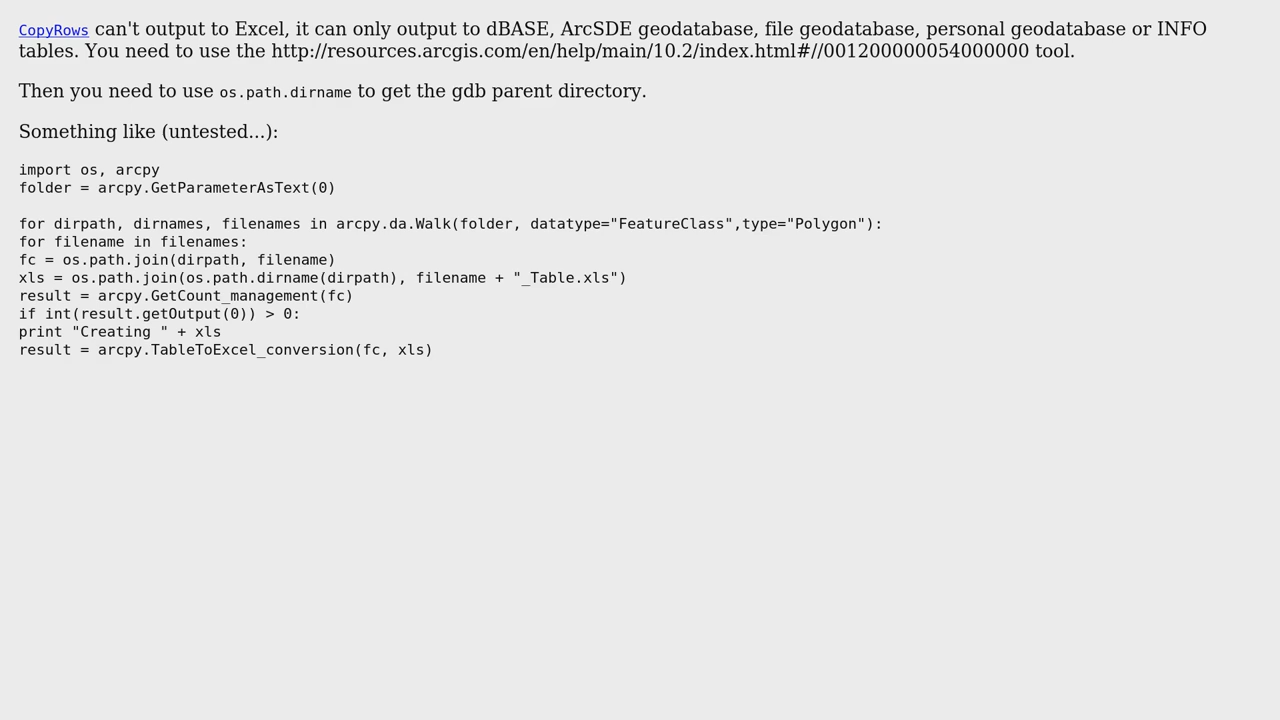 CopyRows can't output to Excel, it can only output to dBASE, ArcSDE geodatabase, file geodatabase, personal geodatabase or INFO
tables. You need to use the http://resources.arcgis.com/en/help/main/10.2/index.html#//001200000054000000 tool.
Then you need to use os.path.dirname to get the gdb parent directory.
Something like (untested...):
import os, arcpy
folder = arcpy.GetParameterAsText(0)
for dirpath, dirnames, filenames in arcpy.da.Walk(folder, datatype="FeatureClass",type="Polygon"):
for filename in filenames:
fc = os.path.join(dirpath, filename)
xls = os.path.join(os.path.dirname(dirpath), filename + "_Table.xls")
result = arcpy.GetCount_management(fc)
if int(result.getOutput(0)) > 0:
print "Creating " + xls
result = arcpy.TableToExcel_conversion(fc, xls)